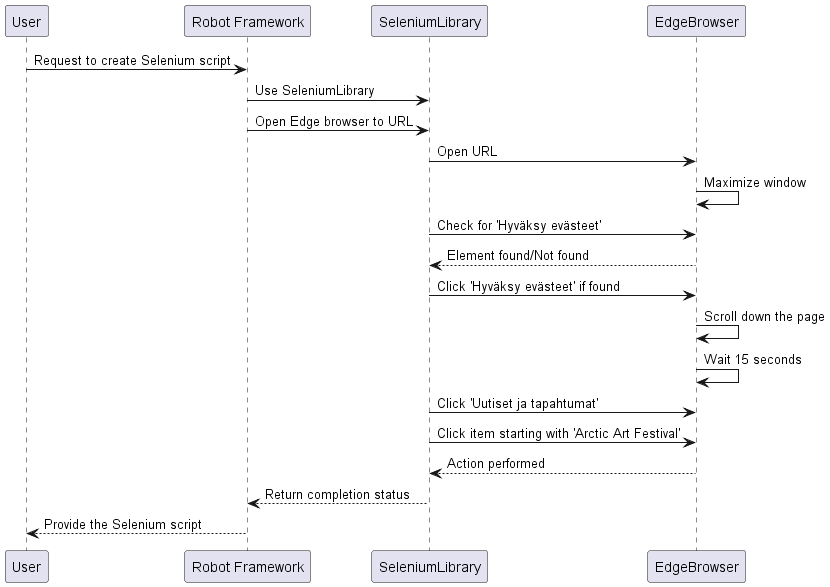 User Robot Framework SeleniumLibrary EdgeBrowser
Request to create Selenium script
Use SeleniumLibrary
Open Edge browser to URL
Open URL
Maximize window
Check for 'Hyväksy evästeet'
Element found/Not found
Click 'Hyväksy evästeet' if found
Scroll down the page
Wait 15 seconds
Click 'Uutiset ja tapahtumat'
Click item starting with 'Arctic Art Festival'
Action performed
Return completion status
Provide the Selenium script
User Robot Framework SeleniumLibrary EdgeBrowser